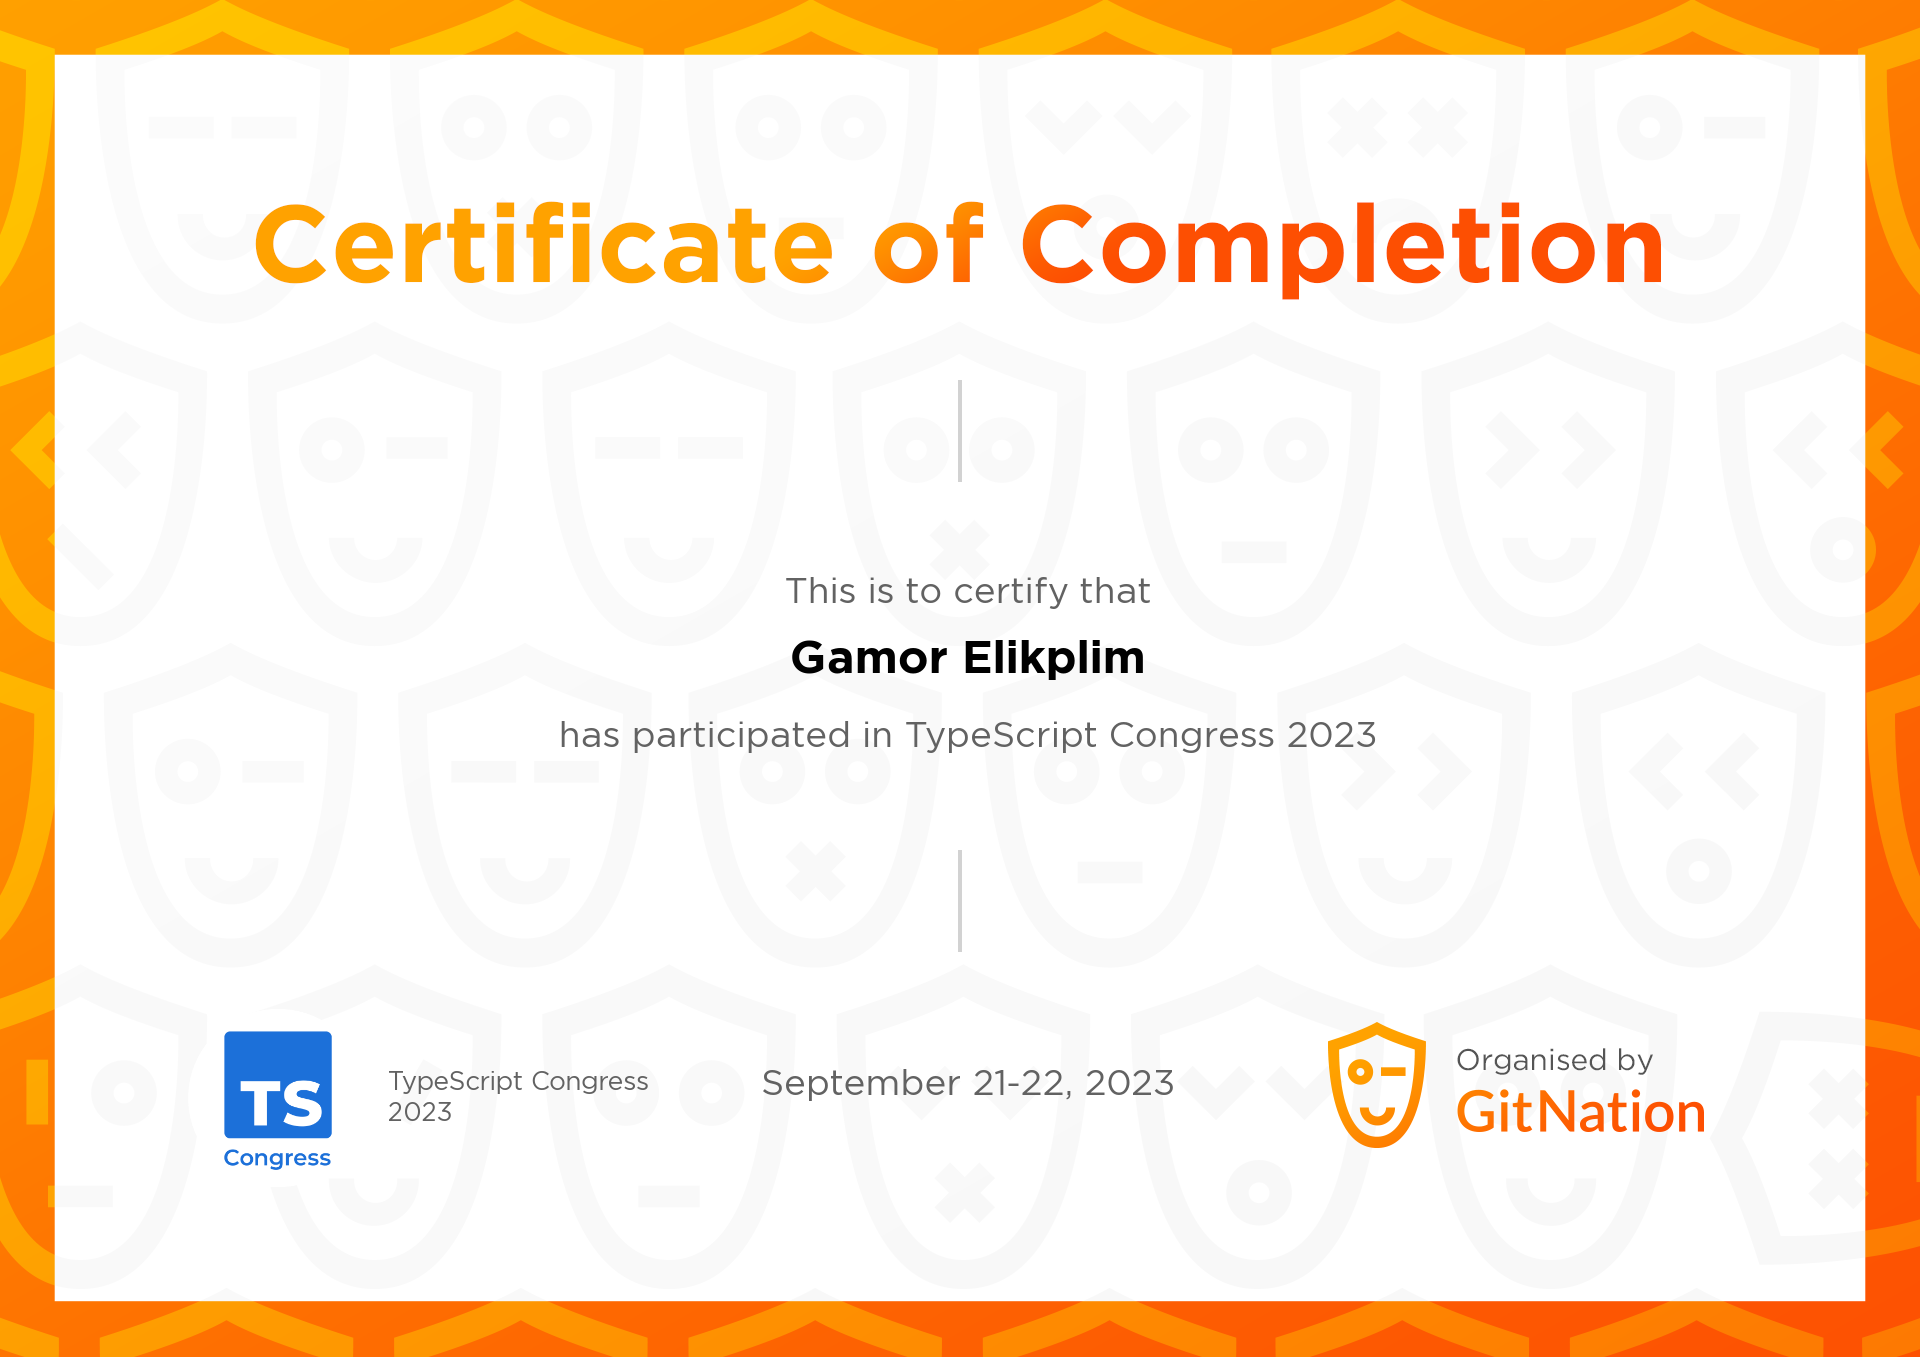 Certificate of Completion
This is to certify that
Gamor Elikplim
has participated in TypeScript Congress 2023
TS
Congress
TypeScript Congress
2023
September 21-22, 2023
Organised by
GitNation